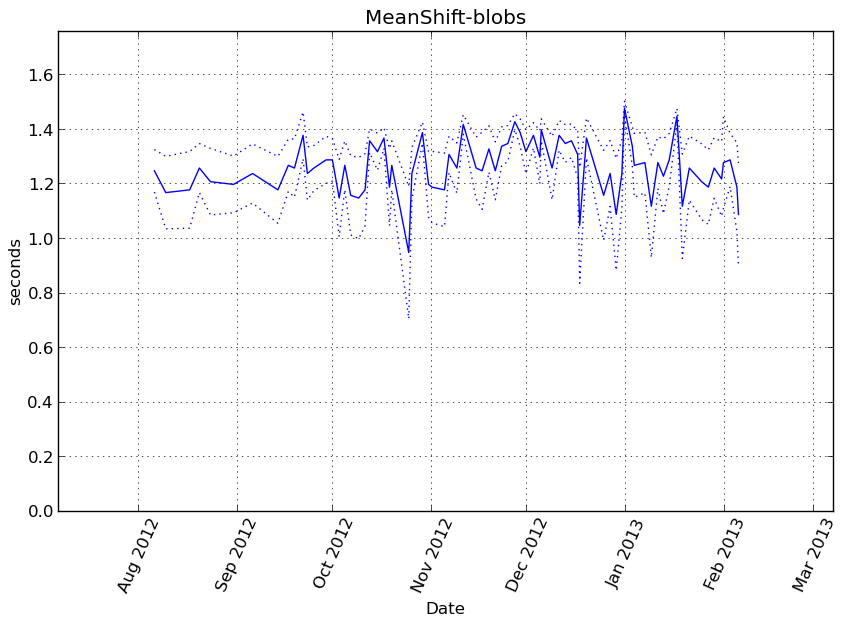 MeanShift-blobs
1.6
1.4
1.2
1.0
0.8
0.6
0.4
0.2
0.0
seconds
Aug 2012
Sep 2012
Oct 2012
Nov 2012
Dec 2012
Jan 2013
Feb 2013
Mar 2013
Date